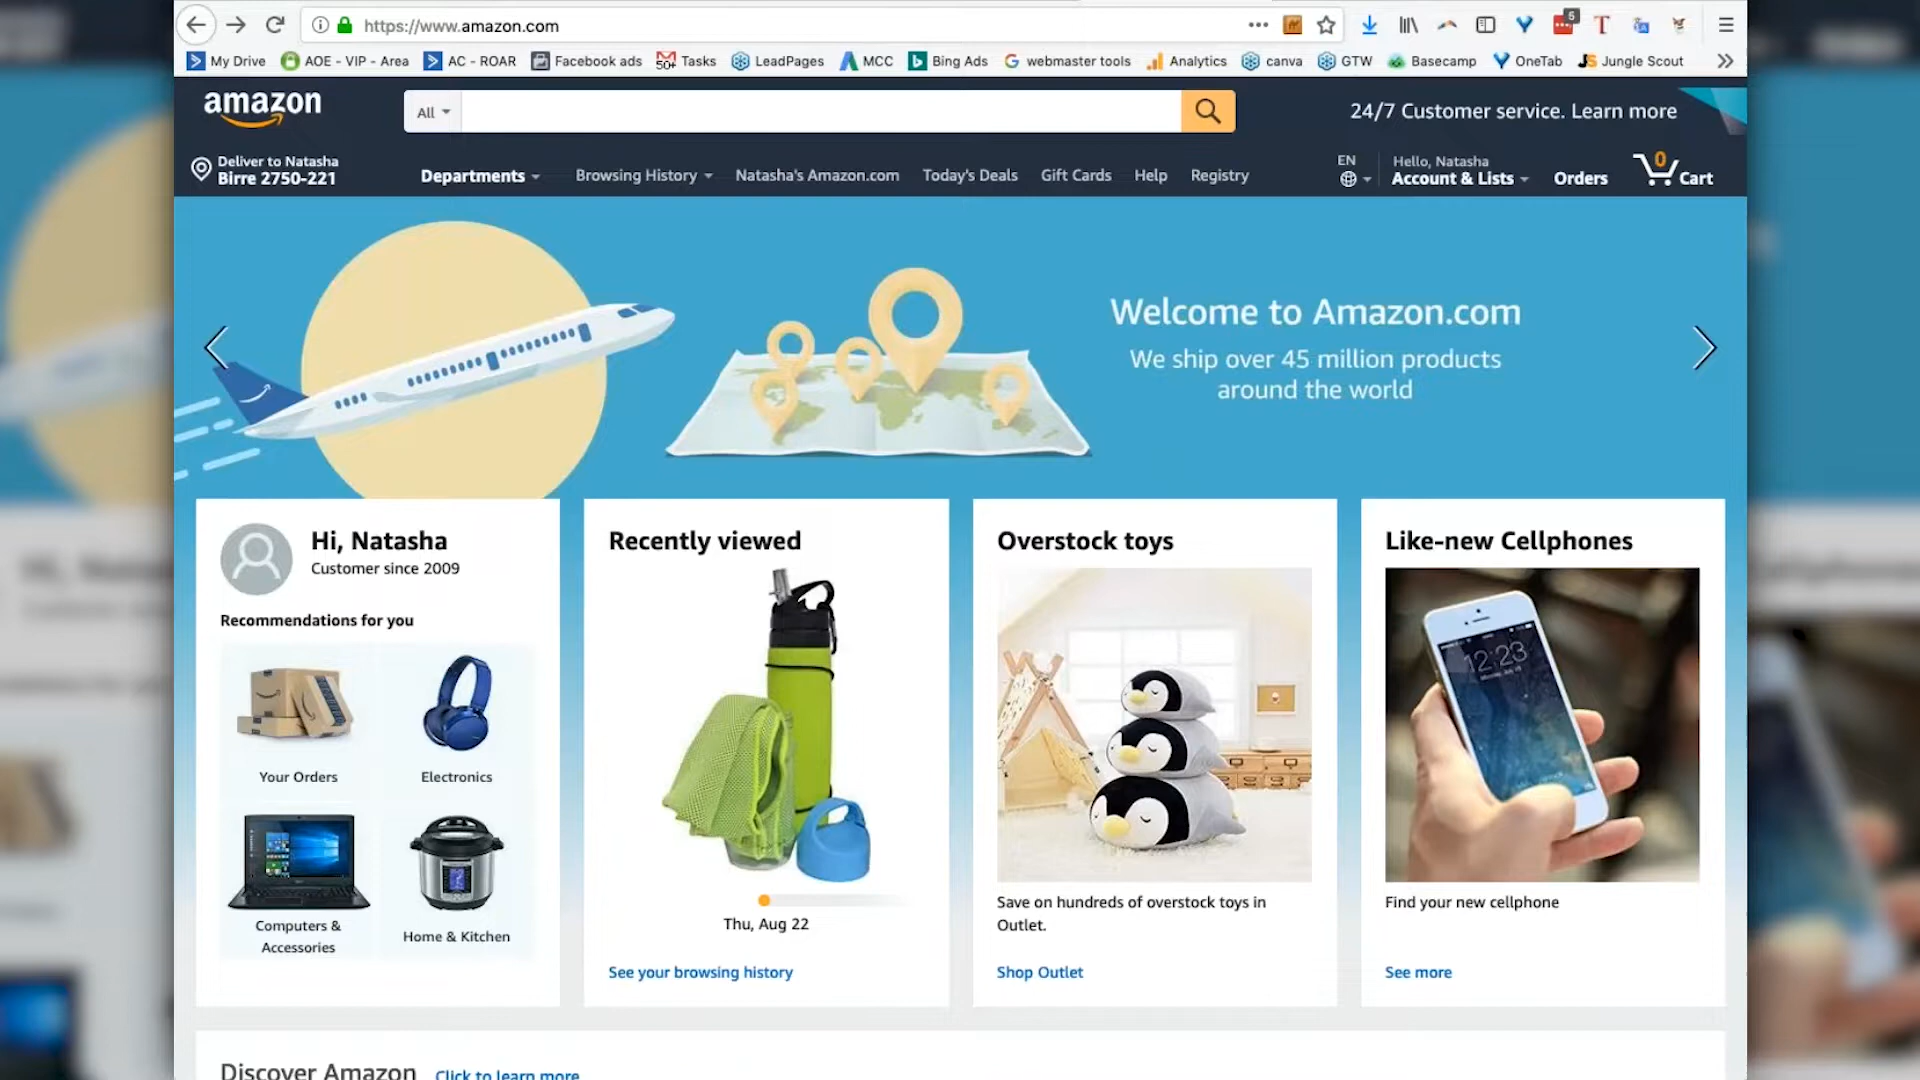 https://www.amazon.com
5
My Drive
AOE - VIP - Area
AC - ROAR
Facebook ads
50+
Tasks
LeadPages
MCC
Bing Ads
webmaster tools
Analytics
canva
GTW
Basecamp
OneTab
Jungle Scout
amazon
All
24/7 Customer service. Learn more
Deliver to Natasha
Birre 2750-221
Departments
Browsing History
Natasha's Amazon.com
Today's Deals
Gift Cards
Help
Registry
EN
Hello, Natasha
Account & Lists
Orders
0
Cart
Welcome to Amazon.com
We ship over 45 million products
around the world
Hi, Natasha
Customer since 2009
Recommendations for you
Your Orders
Electronics
Computers &
Accessories
Home & Kitchen
Recently viewed
Thu, Aug 22
See your browsing history
Overstock toys
Save on hundreds of overstock toys in
Outlet.
Shop Outlet
Like-new Cellphones
12:23
Find your new cellphone
See more
Discover Amazon
Click to learn more